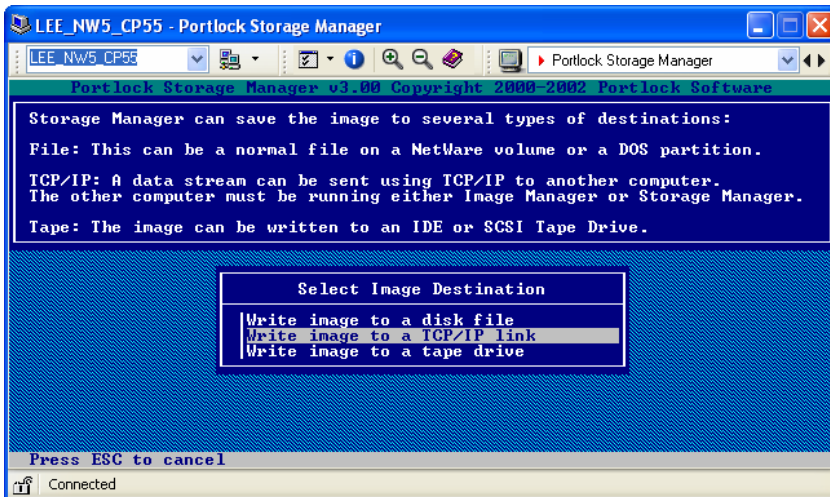 LEE_NW5_CP55 - Portlock Storage Manager
LEE_NW5_CP55 Portlock Storage Manager
Portlock Storage Manager v3.00 Copyright 2000-2002 Portlock Software
Storage Manager can save the image to several types of destinations:
File: This can be a normal file on a NetWare volume or a DOS partition.
TCP/IP: A data stream can be sent using TCP/IP to another computer.
The other computer must be running either Image Manager or Storage Manager.
Tape: The image can be written to an IDE or SCSI Tape Drive.
Select Image Destination
Write image to a disk file
Write image to a TCP/IP link
Write image to a tape drive
Press ESC to cancel
Connected